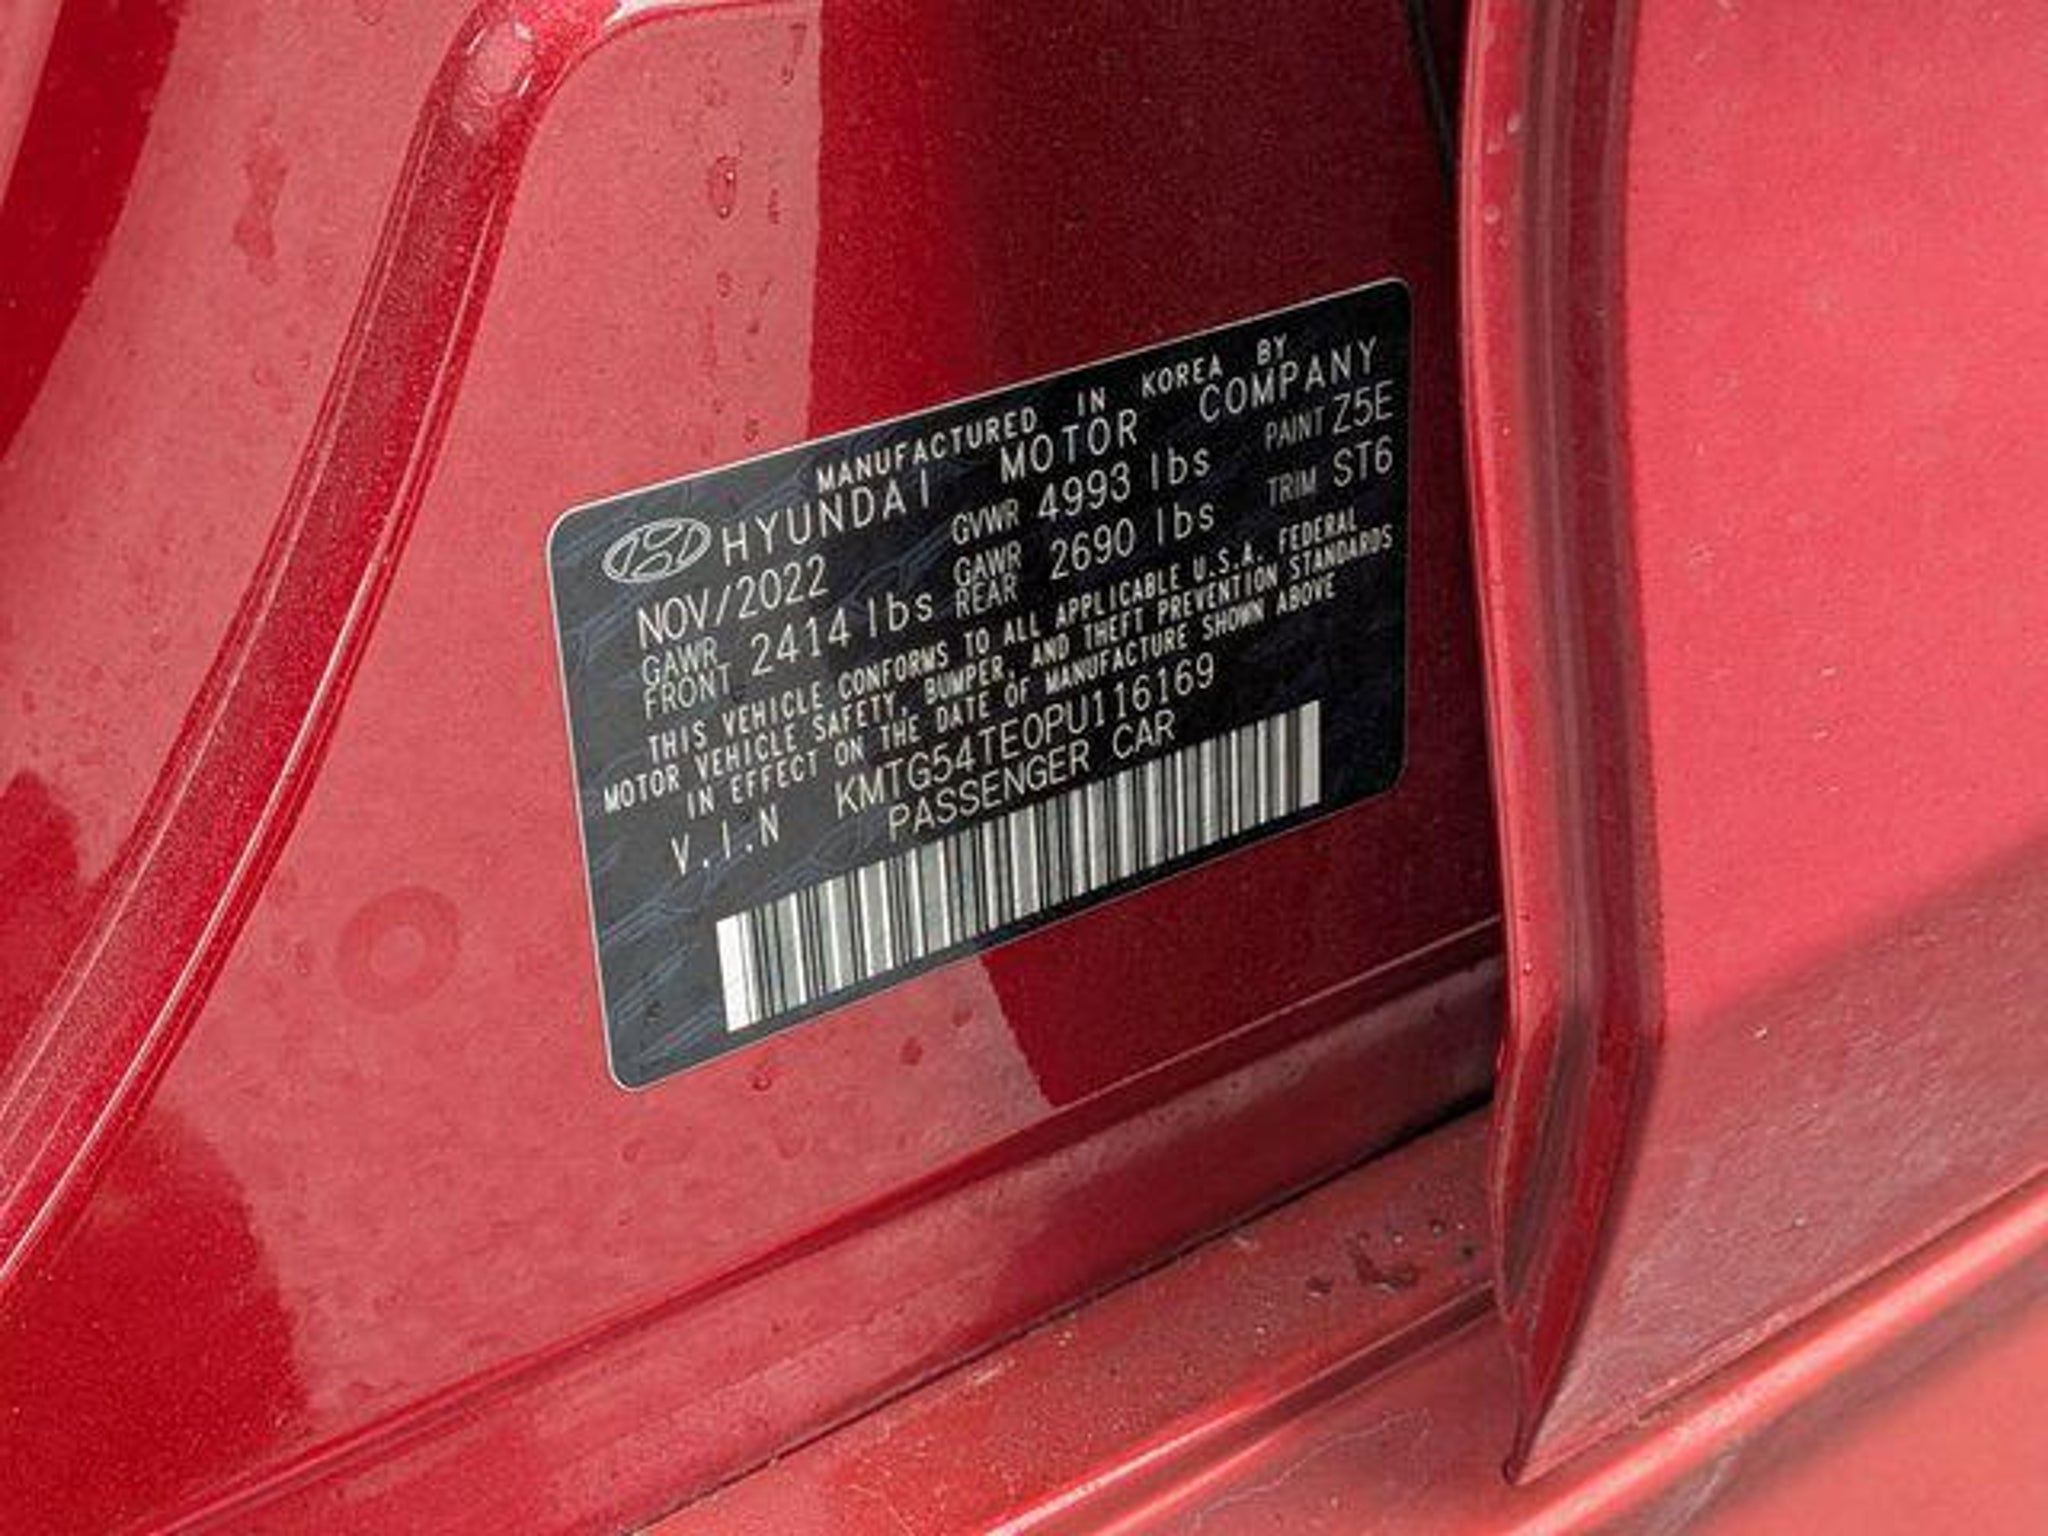 MANUFACTURED IN KOREA BY
HYUNDAI MOTOR COMPANY
NOV/2022 GVWR 4993 lbs PAINT Z5E
GAWR FRONT 2414 lbs GAWR REAR 2690 lbs TRIM ST6
THIS VEHICLE CONFORMS TO ALL APPLICABLE U.S.A. FEDERAL
MOTOR VEHICLE SAFETY, BUMPER, AND THEFT PREVENTION STANDARDS
IN EFFECT ON THE DATE OF MANUFACTURE SHOWN ABOVE
V.I.N KMTG54TE0PU116169
PASSENGER CAR